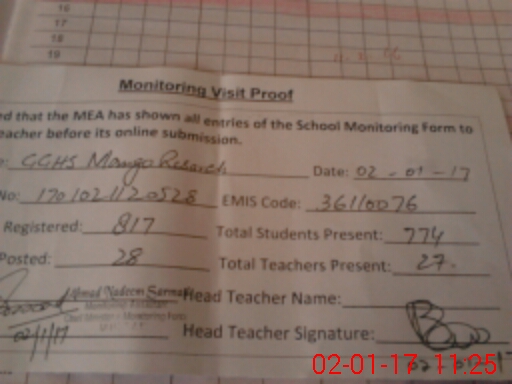 16
17
18
19
Monitoring Visit Proof
ed that the MEA has shown all entries of the School Monitoring Form to
eacher before its online submission.
GGHS Mango Research Date: 02-01-17
No: EMIS Code: 36110076
Registered: 817 Total Students Present: 774
Posted: 28 Total Teachers Present: 27
Ahmad Nadeem Sarmad Head Teacher Name:
02/1/17 Head Teacher Signature:
02-01-17 11:25